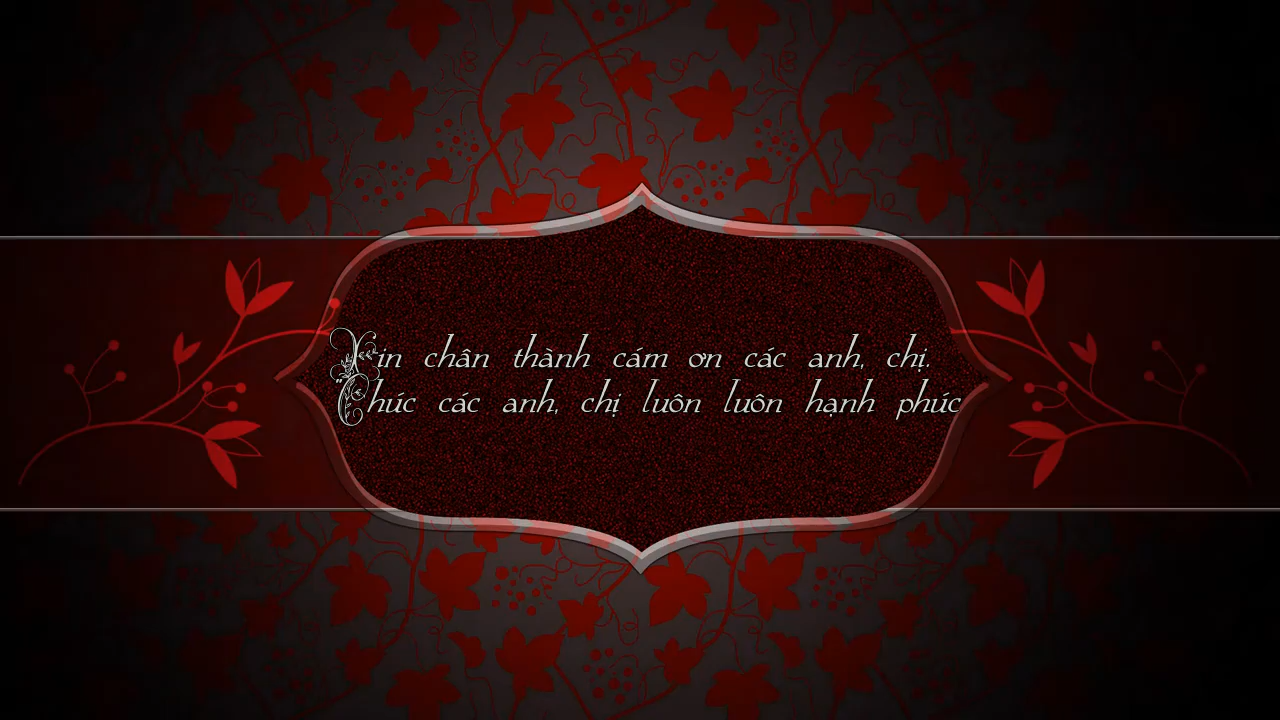 Xin chân thành cám ơn các anh, chị.
Chúc các anh, chị luôn luôn hạnh phúc